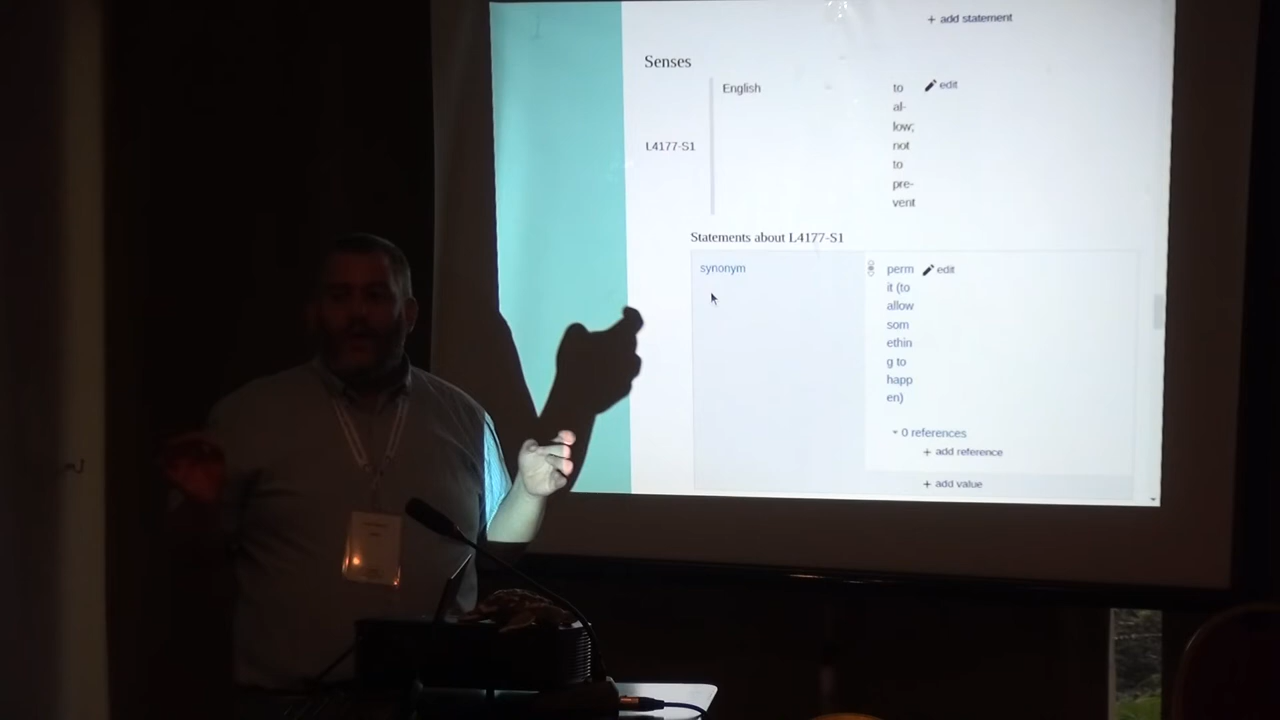 + add statement
Senses
English
to
al-
low;
not
to
pre-
vent
edit
L4177-S1
Statements about L4177-S1
synonym
perm
it (to
allow
som
ethin
g to
happ
en)
edit
0 references
+ add reference
+ add value